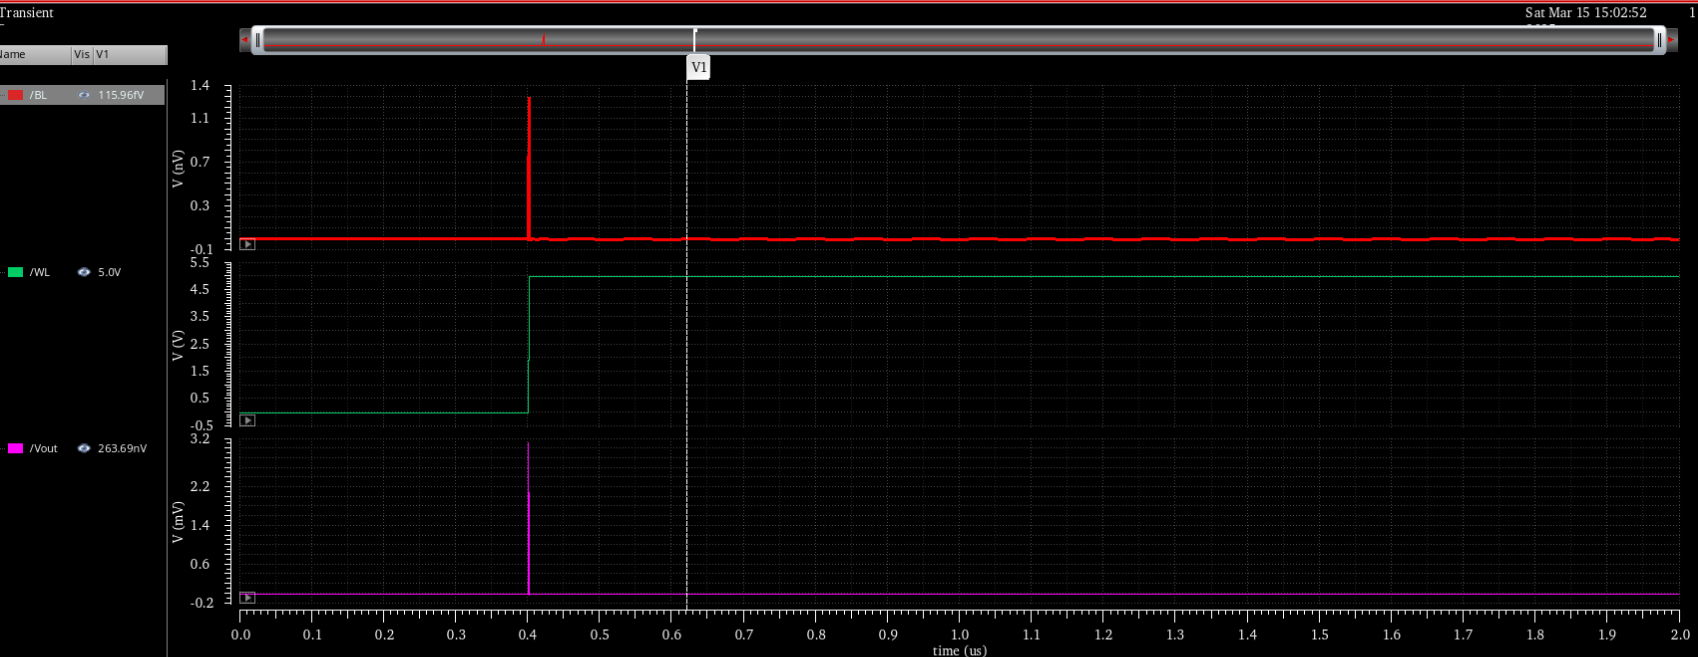 Transient
Sat Mar 15 15:02:52
1
Name Vis V1
/BL 115.96fV
/WL 5.0V
/Vout 263.69nV
V1
1.4
1.1
0.7
0.3
-0.1
V (nV)
5.5
4.5
3.5
2.5
1.5
0.5
-0.5
V (V)
3.2
2.2
1.4
0.6
-0.2
V (mV)
0.0 0.1 0.2 0.3 0.4 0.5 0.6 0.7 0.8 0.9 1.0 1.1 1.2 1.3 1.4 1.5 1.6 1.7 1.8 1.9 2.0
time (us)